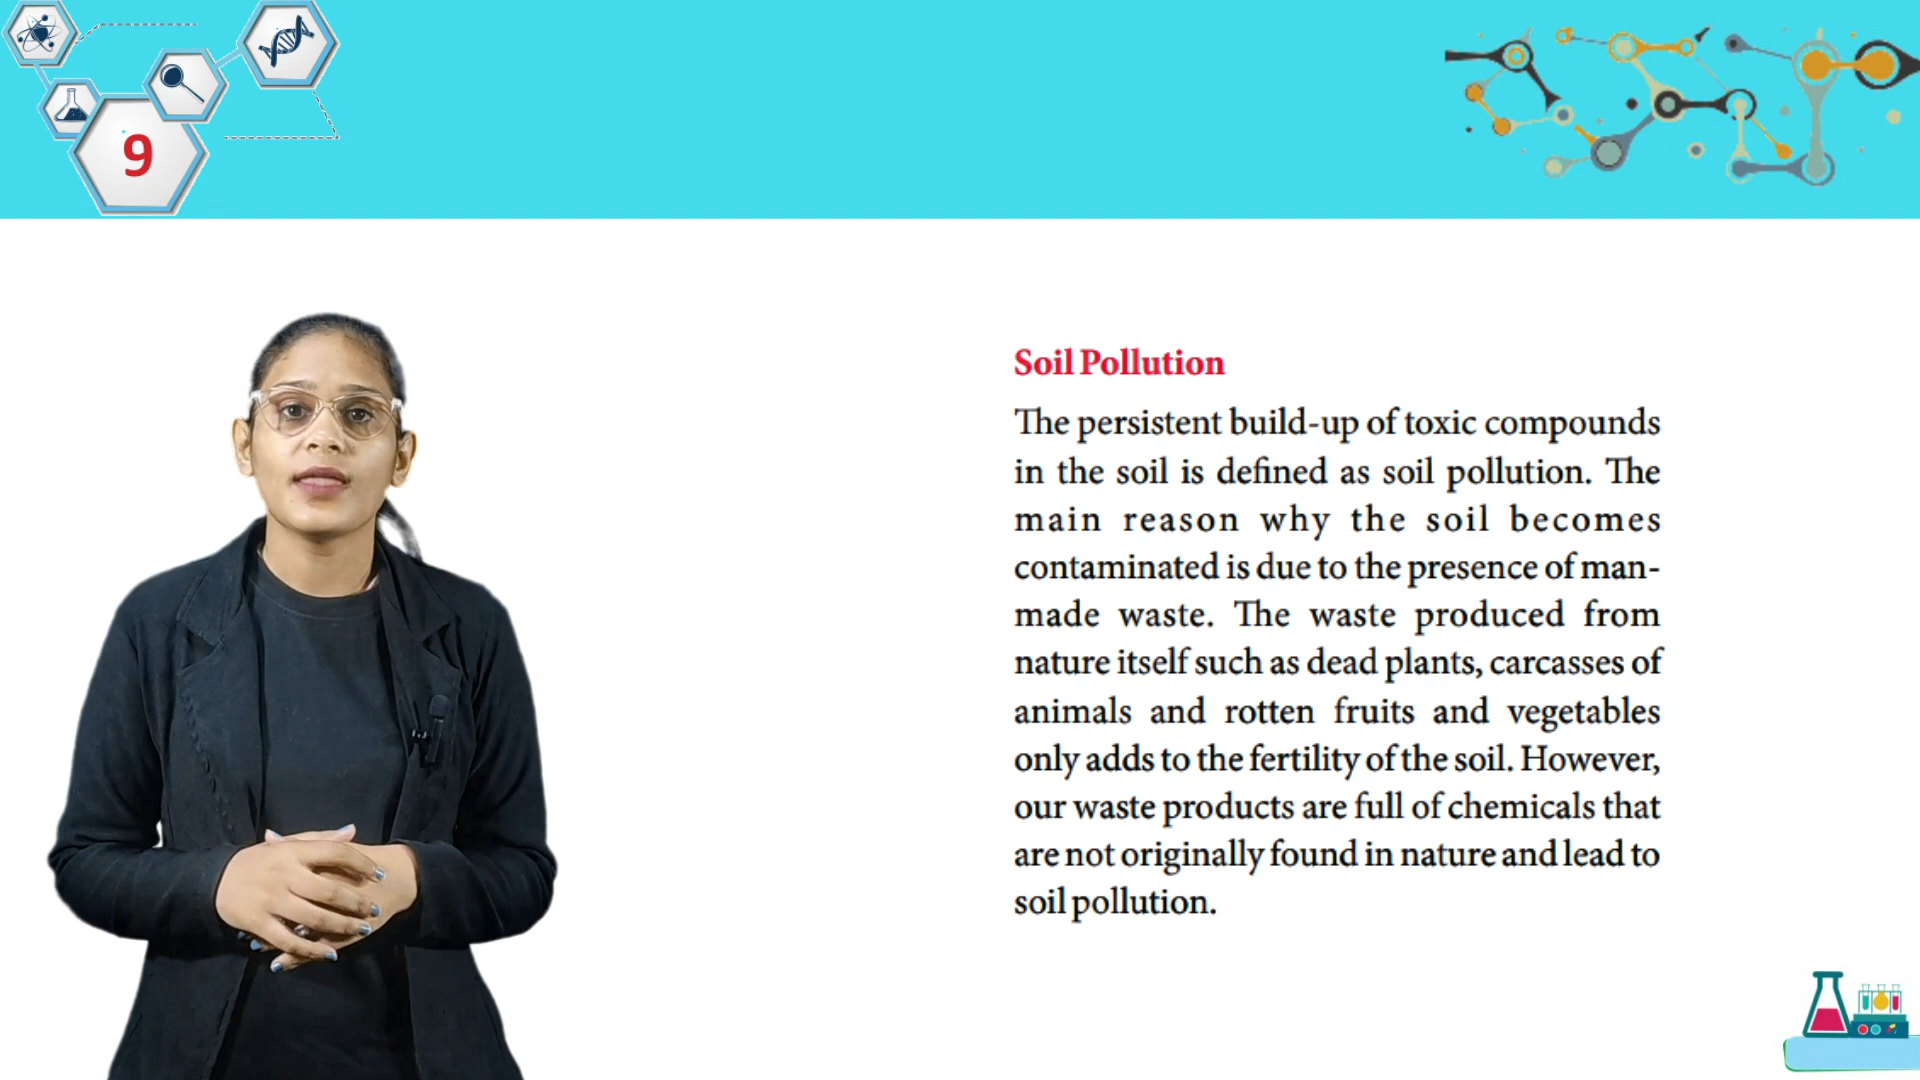 9
Soil Pollution
The persistent build-up of toxic compounds
in the soil is defined as soil pollution. The
main reason why the soil becomes
contaminated is due to the presence of man-
made waste. The waste produced from
nature itself such as dead plants, carcasses of
animals and rotten fruits and vegetables
only adds to the fertility of the soil. However,
our waste products are full of chemicals that
are not originally found in nature and lead to
soil pollution.